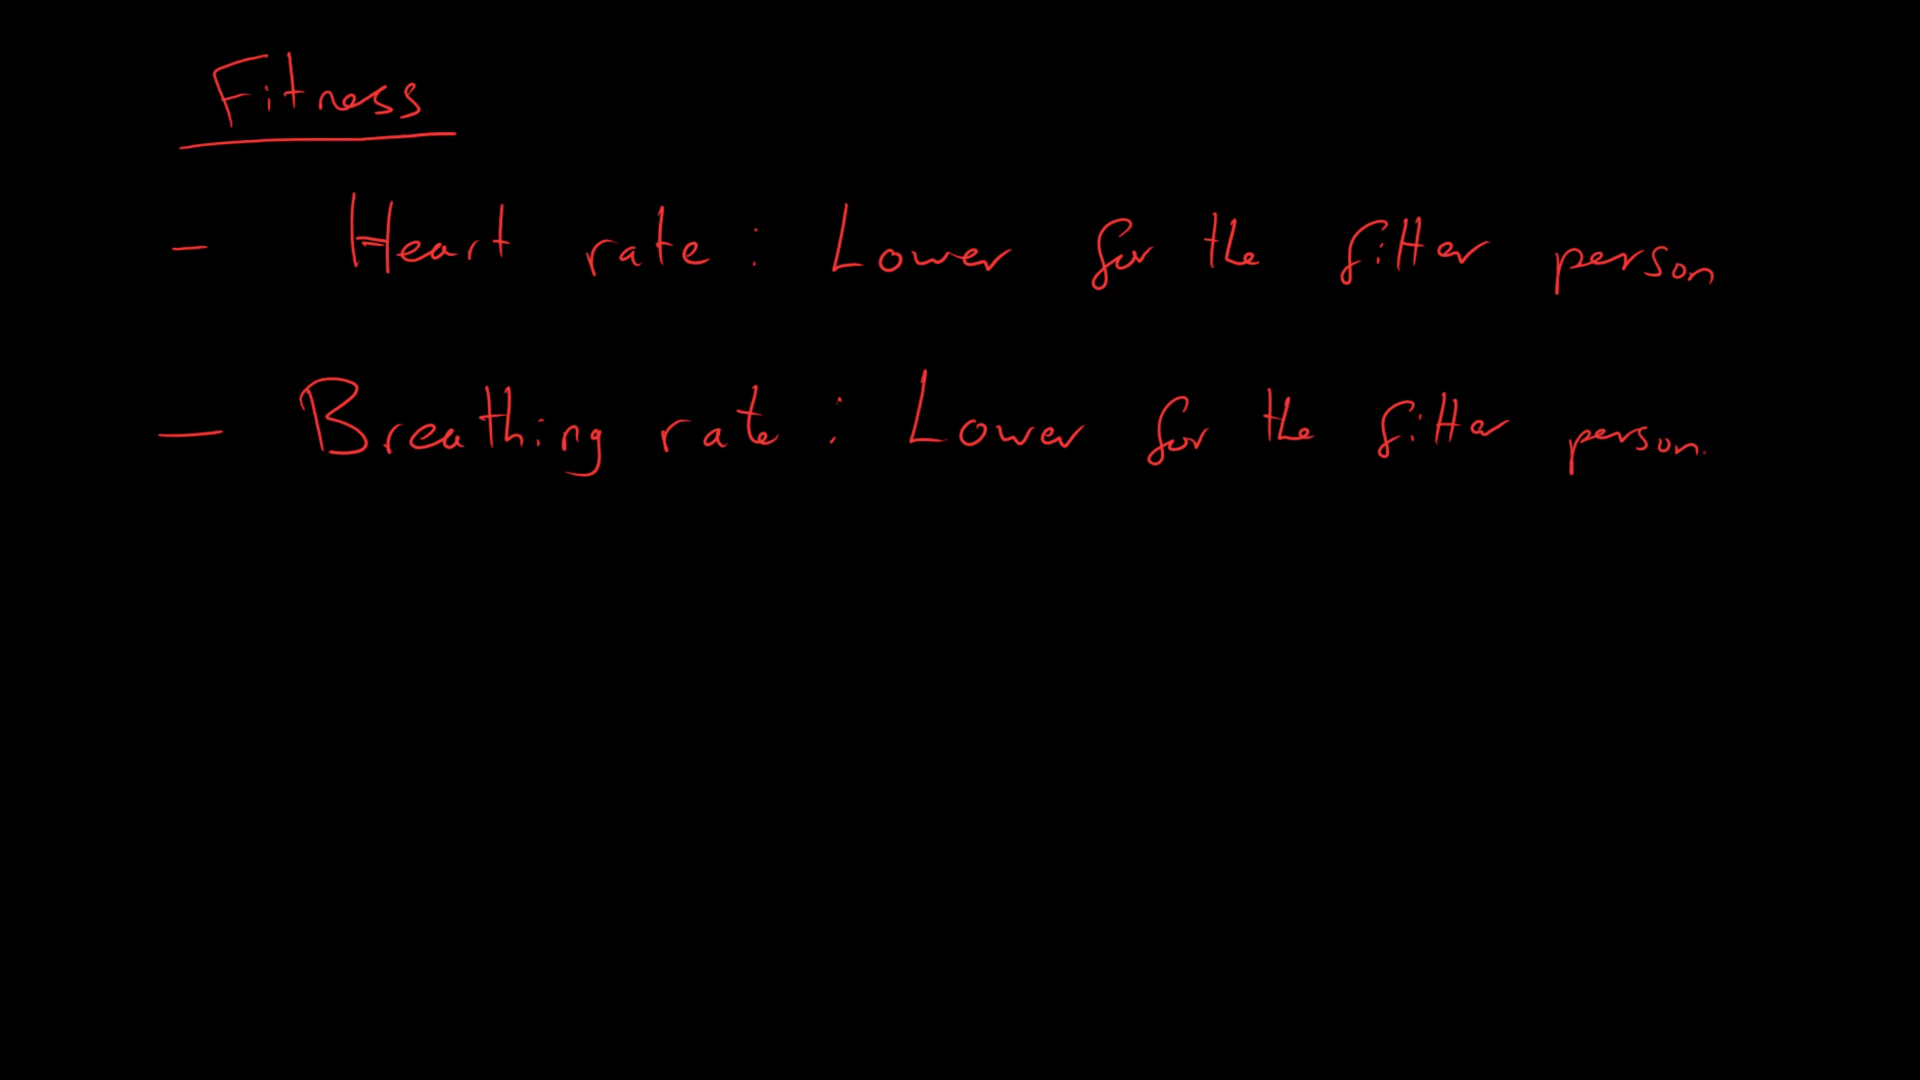 Fitness
- Heart rate: Lower for the fitter person
- Breathing rate: Lower for the fitter person.